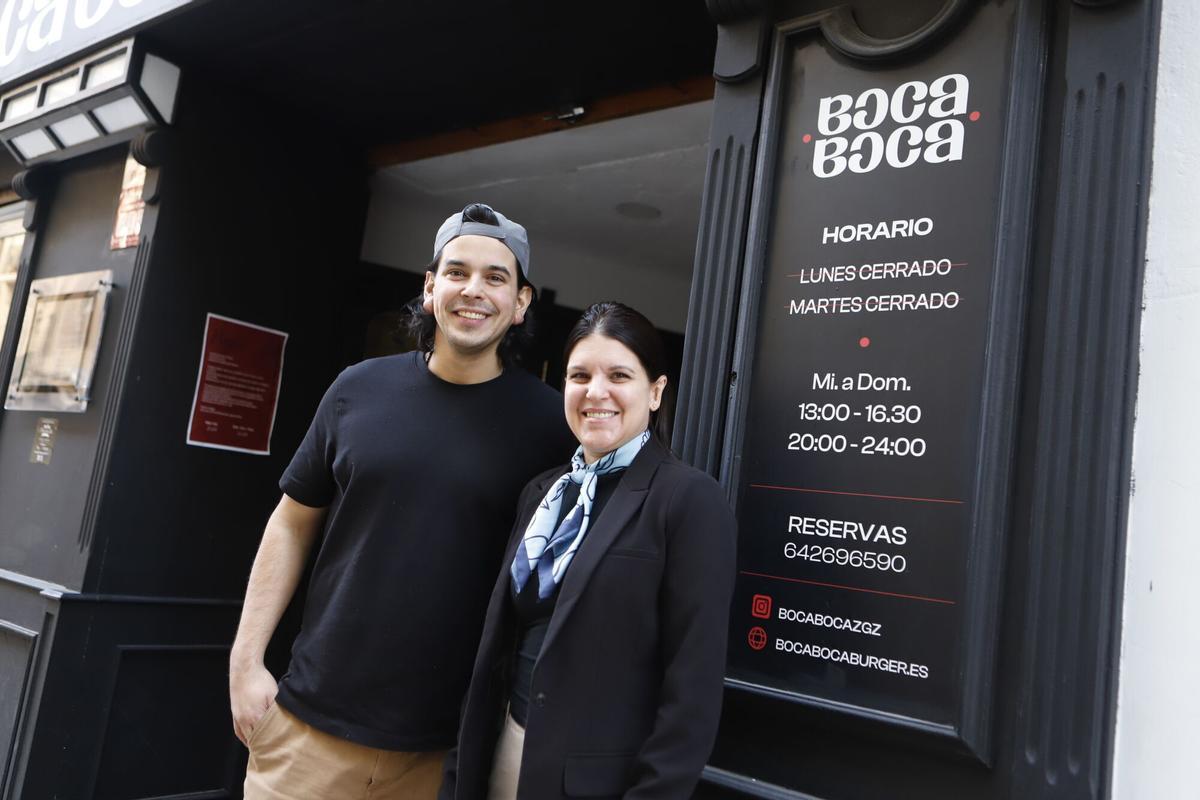 BOCA
BOCA
HORARIO
LUNES CERRADO
MARTES CERRADO
Mi. a Dom.
13:00 - 16.30
20:00 - 24:00
RESERVAS
642696590
BOCABOCAZGZ
BOCABOCABURGER.ES